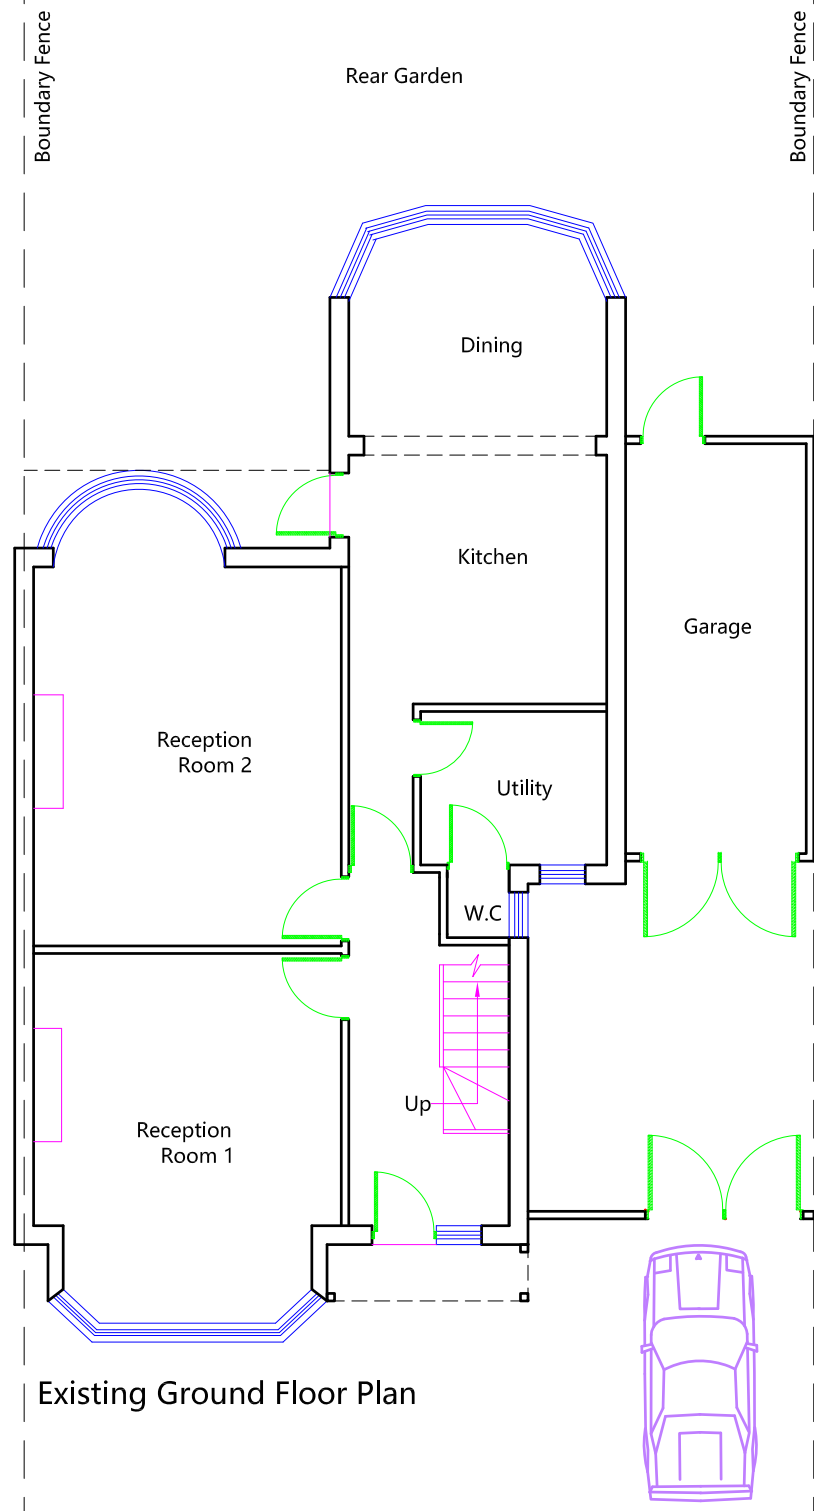 Boundary Fence
Boundary Fence
Rear Garden
Dining
Kitchen
Garage
Reception
Room 2
Utility
W.C
Up
Reception
Room 1
Existing Ground Floor Plan